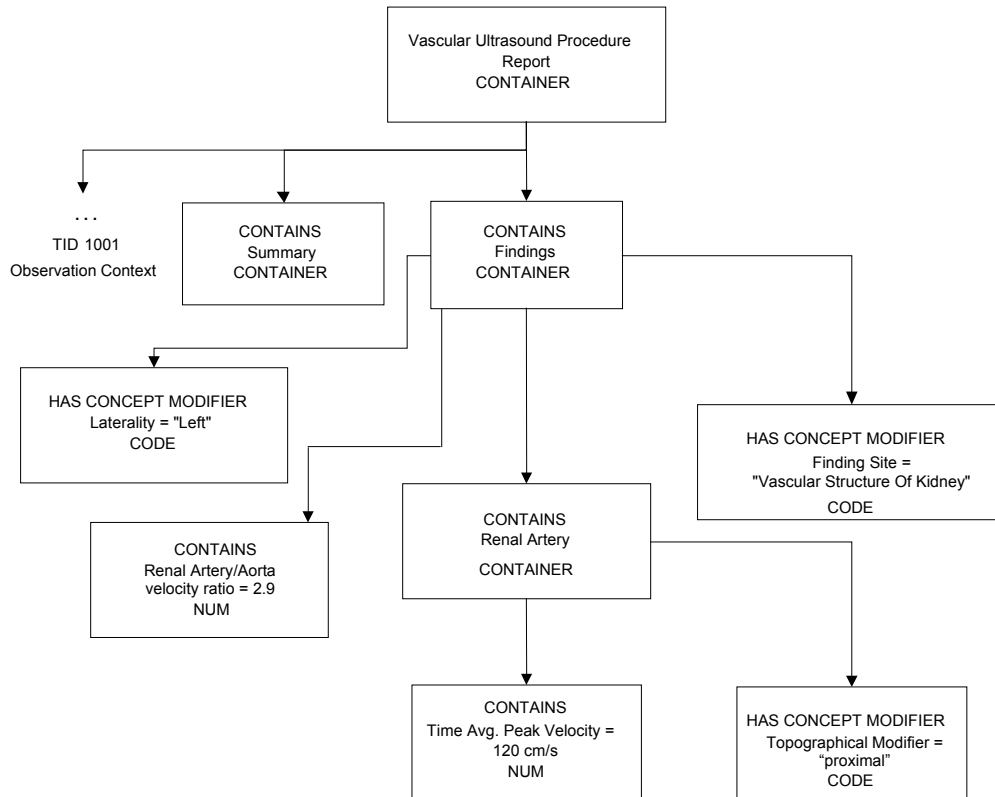 Vascular Ultrasound Procedure
Report
CONTAINER
...
TID 1001
Observation Context
CONTAINS
Summary
CONTAINER
CONTAINS
Findings
CONTAINER
HAS CONCEPT MODIFIER
Laterality = "Left"
CODE
HAS CONCEPT MODIFIER
Finding Site =
"Vascular Structure Of Kidney"
CODE
CONTAINS
Renal Artery/Aorta
velocity ratio = 2.9
NUM
CONTAINS
Renal Artery
CONTAINER
CONTAINS
Time Avg. Peak Velocity =
120 cm/s
NUM
HAS CONCEPT MODIFIER
Topographical Modifier =
“proximal”
CODE